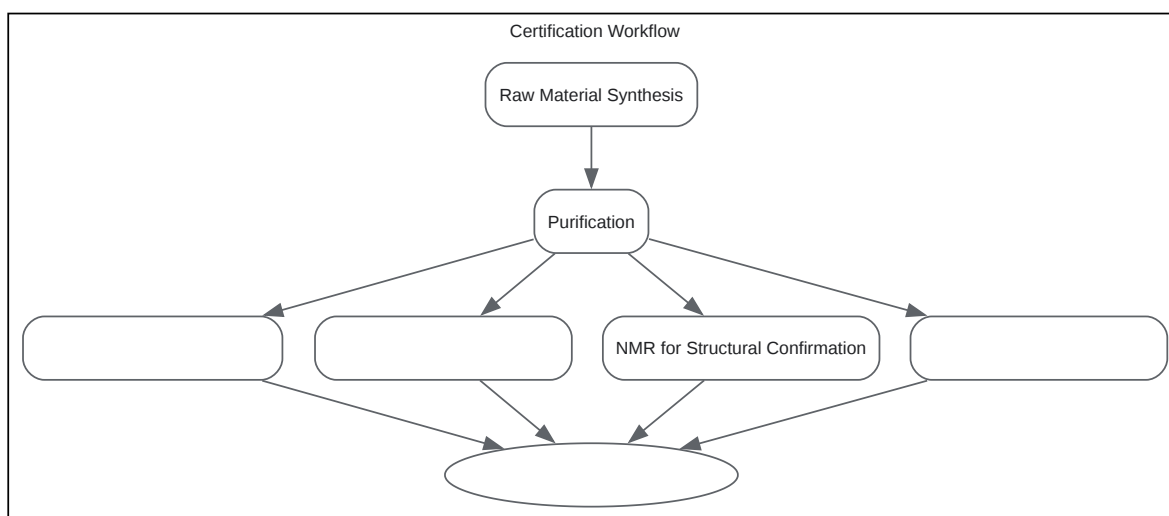 Certification Workflow
Raw Material Synthesis
Purification
NMR for Structural Confirmation